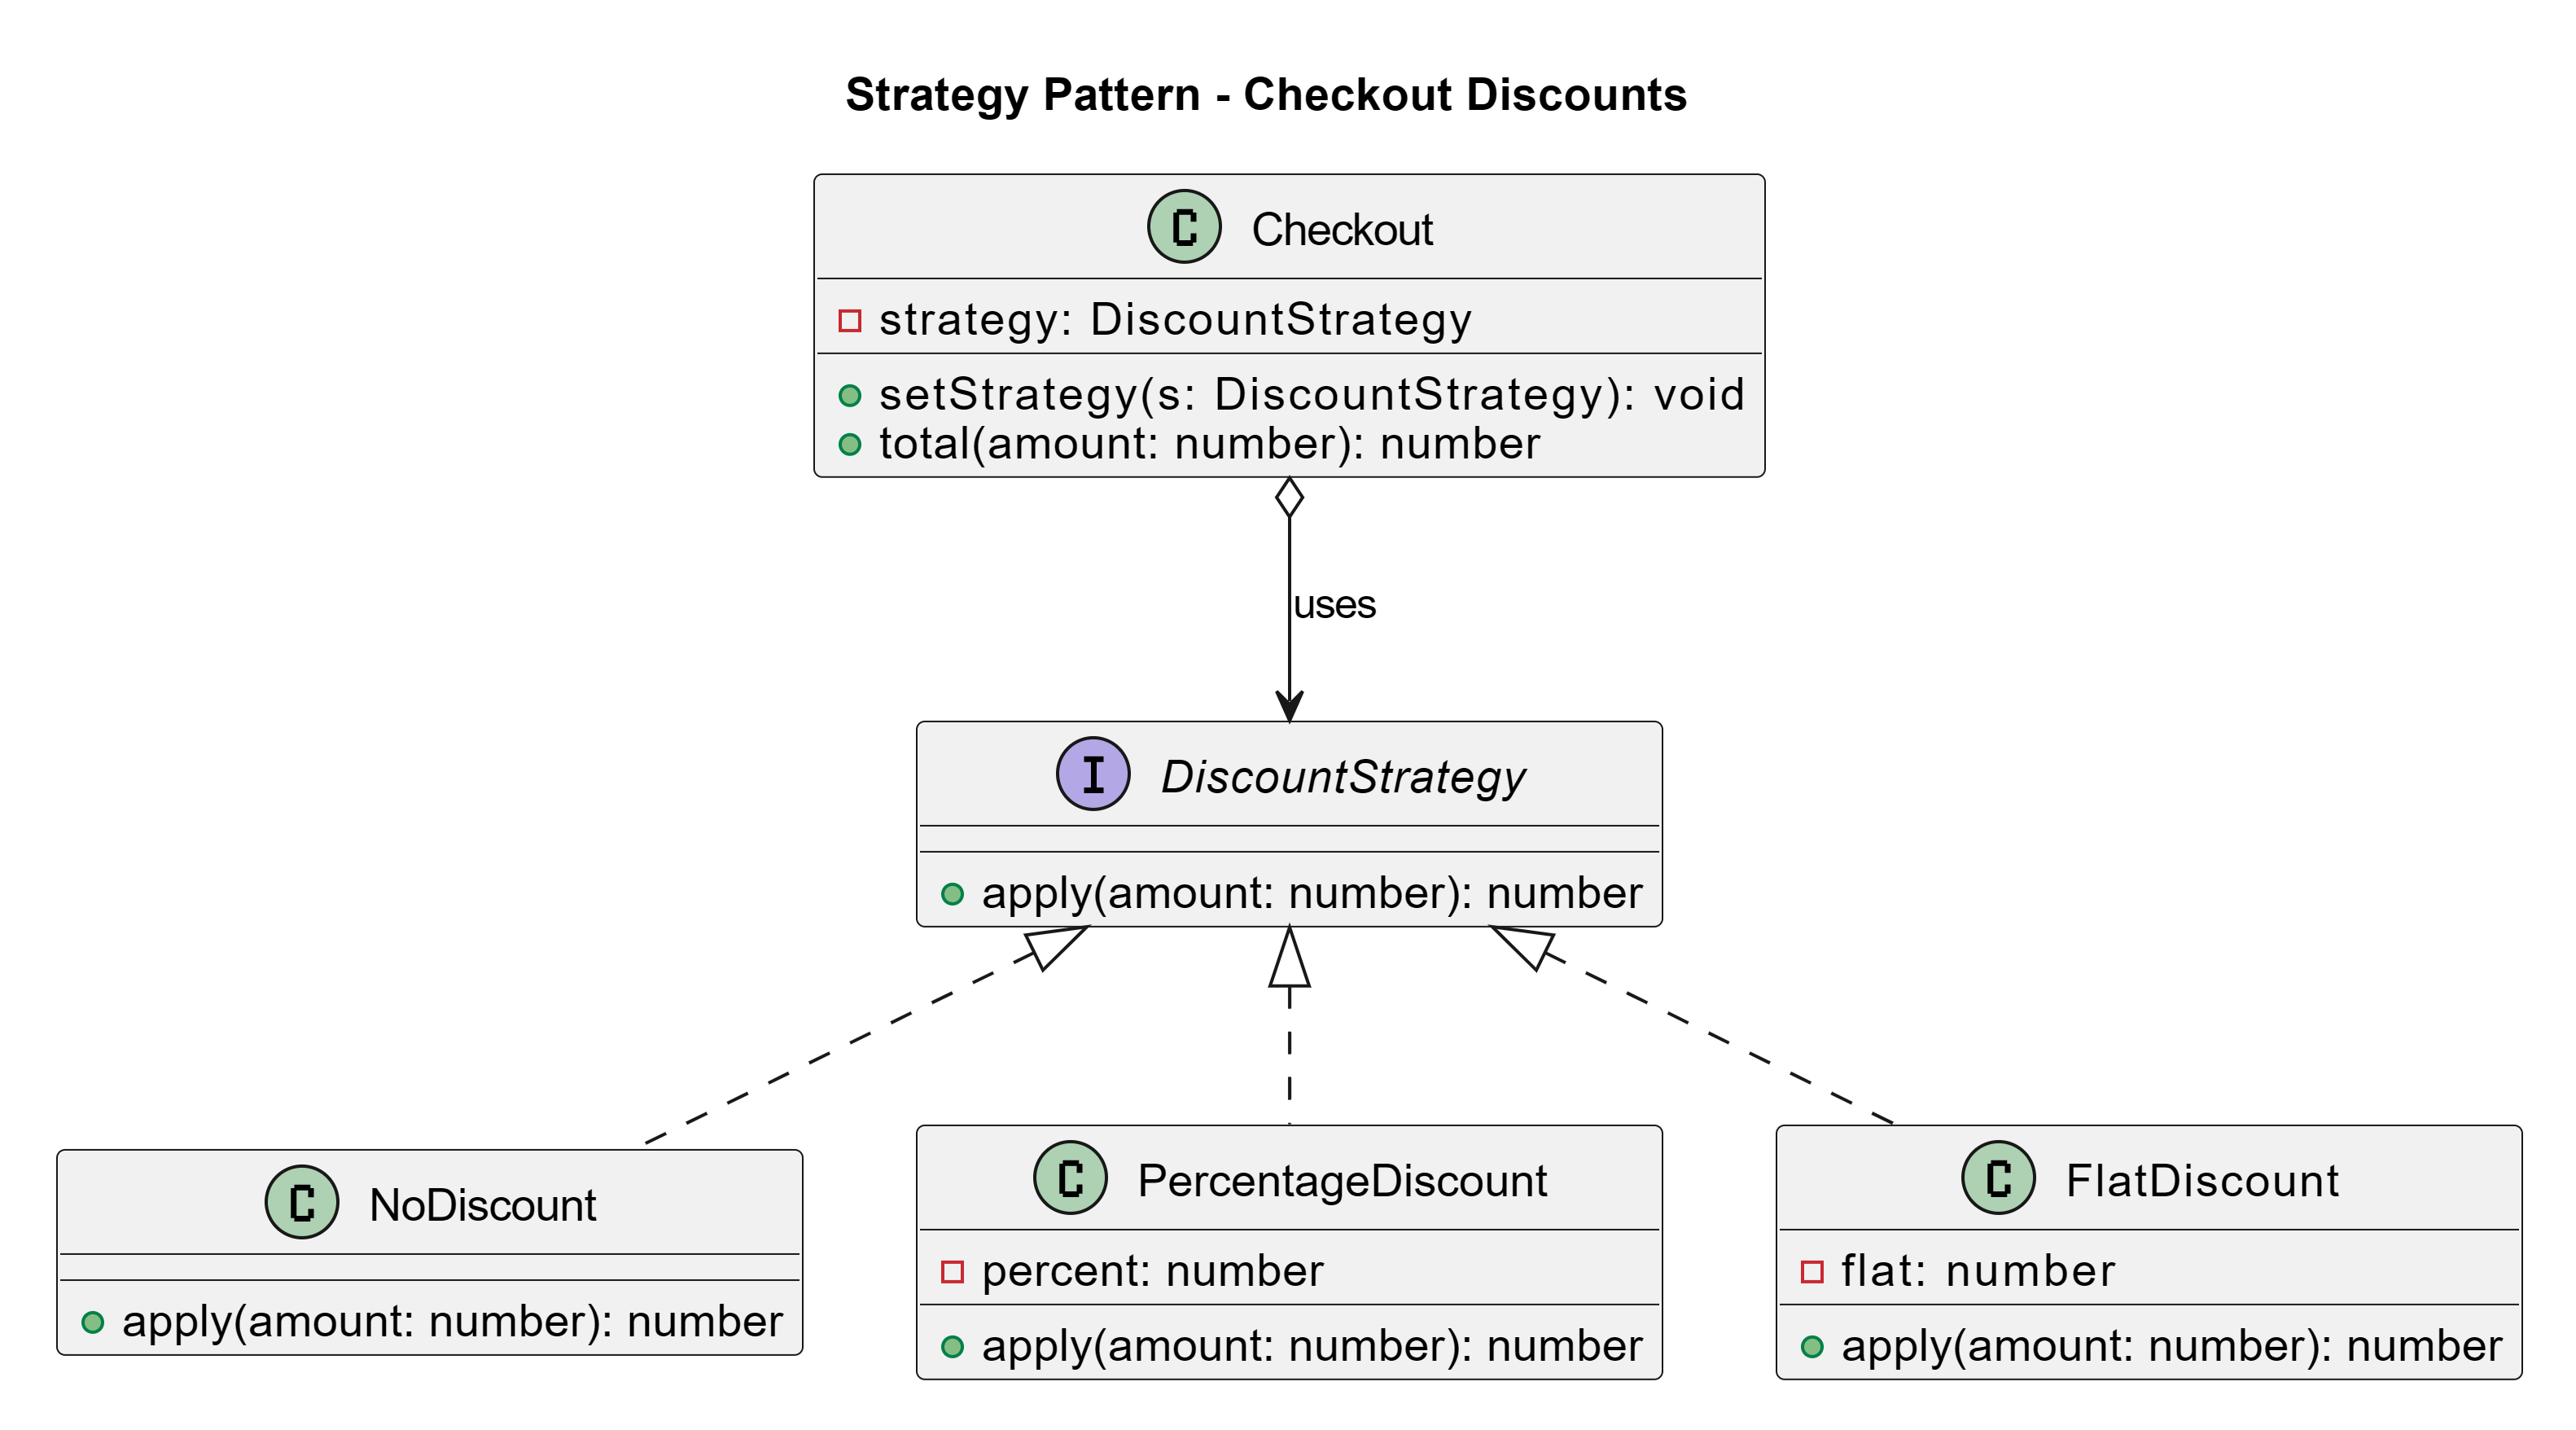 Strategy Pattern - Checkout Discounts
C Checkout
strategy: DiscountStrategy
setStrategy(s: DiscountStrategy): void
total(amount: number): number
uses
I DiscountStrategy
apply(amount: number): number
C NoDiscount
apply(amount: number): number
C PercentageDiscount
percent: number
apply(amount: number): number
C FlatDiscount
flat: number
apply(amount: number): number